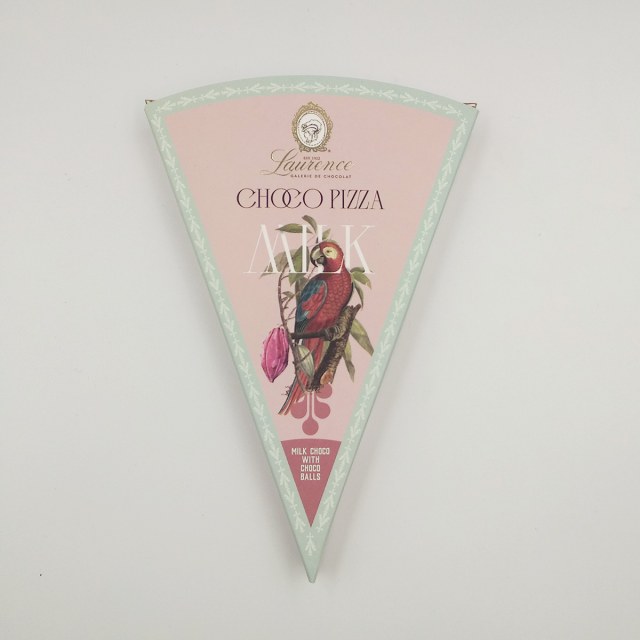 Laurence
GALERIE DE CHOCOLAT
CHOCO PIZZA
MILK
MILK CHOCO
WITH
CHOCO
BALLS